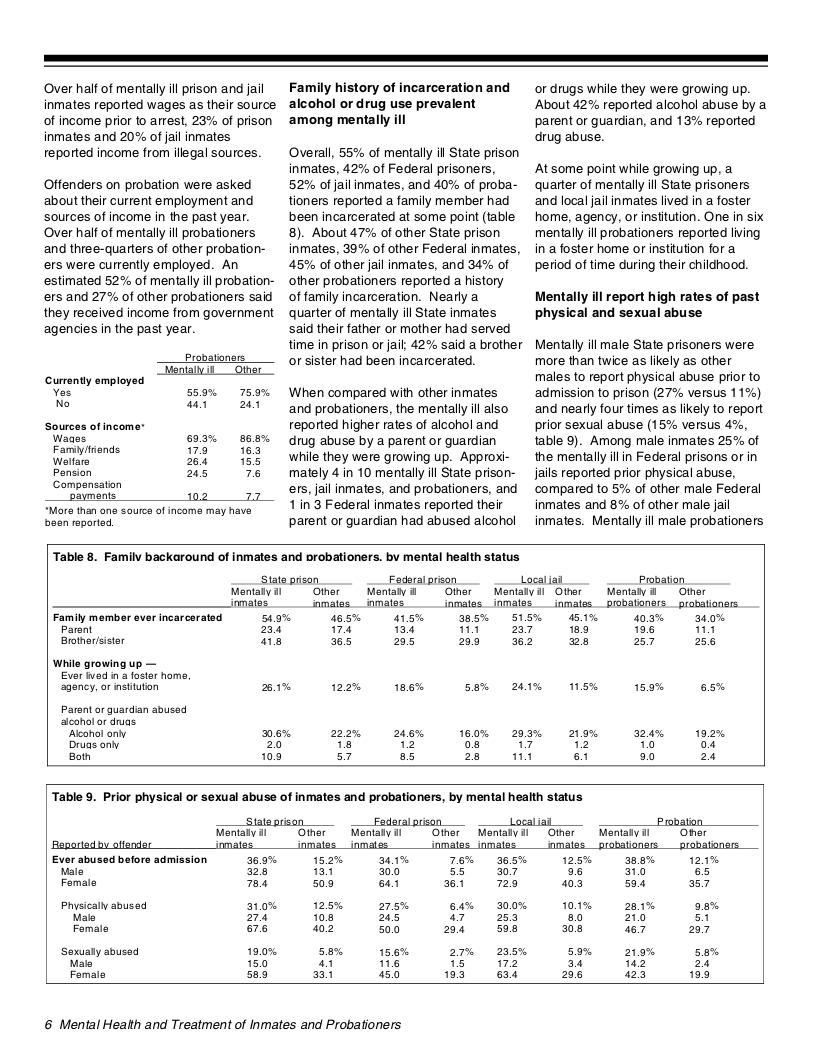 Over half of mentally ill prison and jail
inmates reported wages as their source
of income prior to arrest, 23% of prison
inmates and 20% of jail inmates
reported income from illegal sources.
Offenders on probation were asked
about their current employment and
sources of income in the past year.
Over half of mentally ill probationers
and three-quarters of other probation-
ers were currently employed. An
estimated 52% of mentally ill probation-
ers and 27% of other probationers said
they received income from government
agencies in the past year.
Probationers
Mentally ill Other
Currently employed
Yes 55.9% 75.9%
No 44.1 24.1
Sources of income*
Wages 69.3% 86.8%
Family/friends 17.9 16.3
Welfare 26.4 15.5
Pension 24.5 7.6
Compensation
payments 10.2 7.7
*More than one source of income may have
been reported.
Family history of incarceration and
alcohol or drug use prevalent
among mentally ill
Overall, 55% of mentally ill State prison
inmates, 42% of Federal prisoners,
52% of jail inmates, and 40% of proba-
tioners reported a family member had
been incarcerated at some point (table
8). About 47% of other State prison
inmates, 39% of other Federal inmates,
45% of other jail inmates, and 34% of
other probationers reported a history
of family incarceration. Nearly a
quarter of mentally ill State inmates
said their father or mother had served
time in prison or jail; 42% said a brother
or sister had been incarcerated.
When compared with other inmates
and probationers, the mentally ill also
reported higher rates of alcohol and
drug abuse by a parent or guardian
while they were growing up. Approxi-
mately 4 in 10 mentally ill State prison-
ers, jail inmates, and probationers, and
1 in 3 Federal inmates reported their
parent or guardian had abused alcohol
or drugs while they were growing up.
About 42% reported alcohol abuse by a
parent or guardian, and 13% reported
drug abuse.
At some point while growing up, a
quarter of mentally ill State prisoners
and local jail inmates lived in a foster
home, agency, or institution. One in six
mentally ill probationers reported living
in a foster home or institution for a
period of time during their childhood.
Mentally ill report high rates of past
physical and sexual abuse
Mentally ill male State prisoners were
more than twice as likely as other
males to report physical abuse prior to
admission to prison (27% versus 11%)
and nearly four times as likely to report
prior sexual abuse (15% versus 4%,
table 9). Among male inmates 25% of
the mentally ill in Federal prisons or in
jails reported prior physical abuse,
compared to 5% of other male Federal
inmates and 8% of other male jail
inmates. Mentally ill male probationers
Table 8. Family background of inmates and probationers, by mental health status
State prison Federal prison Local jail Probation
Mentally ill Other Mentally ill Other Mentally ill Other Mentally ill Other
inmates inmates inmates inmates inmates inmates probationers probationers
Family member ever incarcerated 54.9% 46.5% 41.5% 38.5% 51.5% 45.1% 40.3% 34.0%
Parent 23.4 17.4 13.4 11.1 23.7 18.9 19.6 11.1
Brother/sister 41.8 36.5 29.5 29.9 36.2 32.8 25.7 25.6
While growing up —
Ever lived in a foster home,
agency, or institution 26.1% 12.2% 18.6% 5.8% 24.1% 11.5% 15.9% 6.5%
Parent or guardian abused
alcohol or drugs
Alcohol only 30.6% 22.2% 24.6% 16.0% 29.3% 21.9% 32.4% 19.2%
Drugs only 2.0 1.8 1.2 0.8 1.7 1.2 1.0 0.4
Both 10.9 5.7 8.5 2.8 11.1 6.1 9.0 2.4
Table 9. Prior physical or sexual abuse of inmates and probationers, by mental health status
State prison Federal prison Local jail Probation
Mentally ill Other Mentally ill Other Mentally ill Other Mentally ill Other
Reported by offender inmates inmates inmates inmates inmates inmates probationers probationers
Ever abused before admission 36.9% 15.2% 34.1% 7.6% 36.5% 12.5% 38.8% 12.1%
Male 32.8 13.1 30.0 5.5 30.7 9.6 31.0 6.5
Female 78.4 50.9 64.1 36.1 72.9 40.3 59.4 35.7
Physically abused 31.0% 12.5% 27.5% 6.4% 30.0% 10.1% 28.1% 9.8%
Male 27.4 10.8 24.5 4.7 25.3 8.0 21.0 5.1
Female 67.6 40.2 50.0 29.4 59.8 30.8 46.7 29.7
Sexually abused 19.0% 5.8% 15.6% 2.7% 23.5% 5.9% 21.9% 5.8%
Male 15.0 4.1 11.6 1.5 17.2 3.4 14.2 2.4
Female 58.9 33.1 45.0 19.3 63.4 29.6 42.3 19.9
6 Mental Health and Treatment of Inmates and Probationers